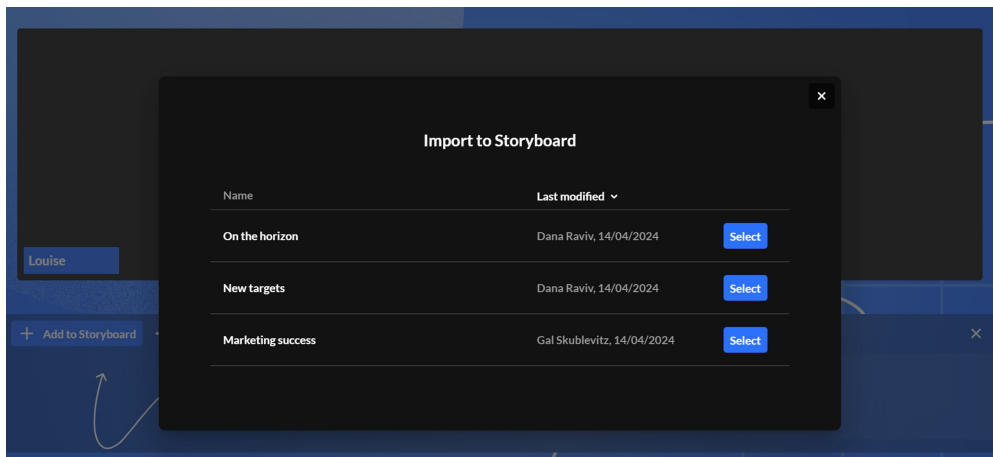 Import to Storyboard
Name Last modified
On the horizon Dana Raviv, 14/04/2024 Select
New targets Dana Raviv, 14/04/2024 Select
Marketing success Gal Skublevitz, 14/04/2024 Select
Louise
+ Add to Storyboard